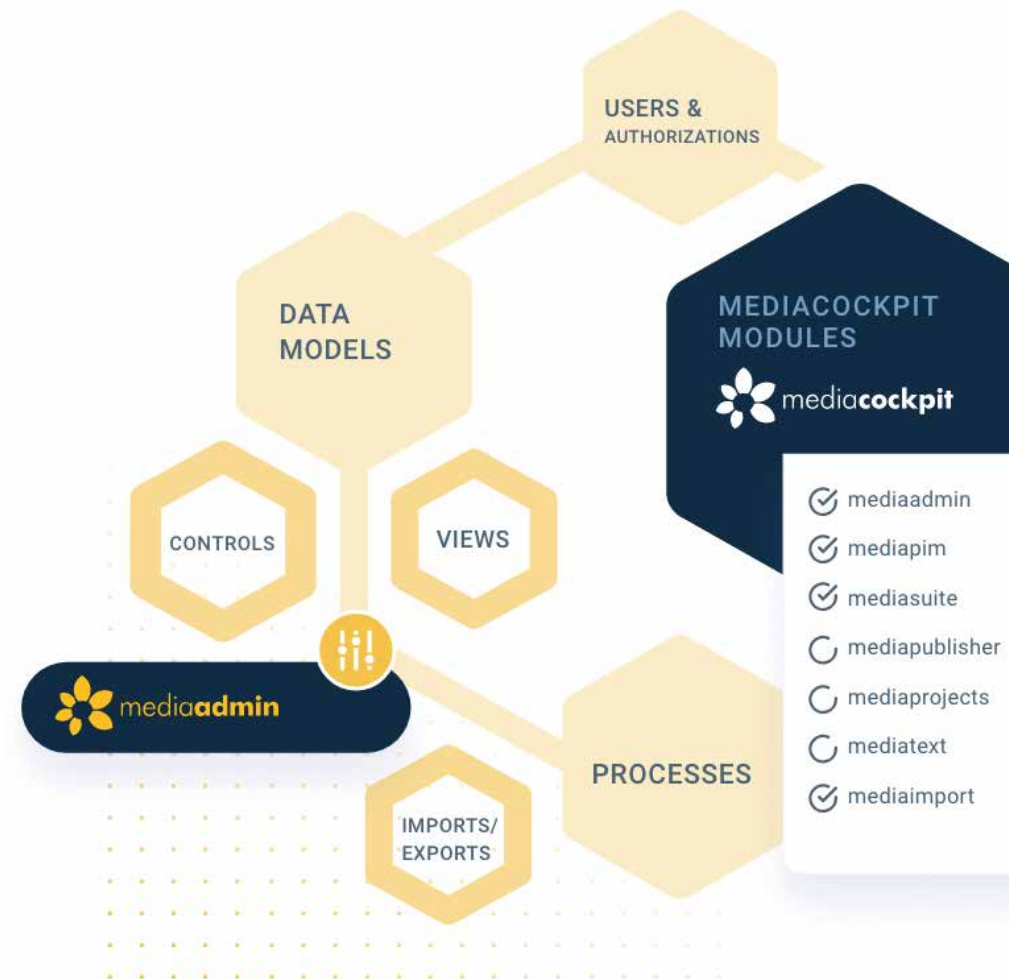 USERS &
AUTHORIZATIONS
DATA
MODELS
MEDIACOCKPIT
MODULES
mediacockpit
CONTROLS
VIEWS
mediaadmin
mediaadmin
mediapim
mediasuite
mediapublisher
mediaprojects
mediatext
mediaimport
PROCESSES
IMPORTS/
EXPORTS